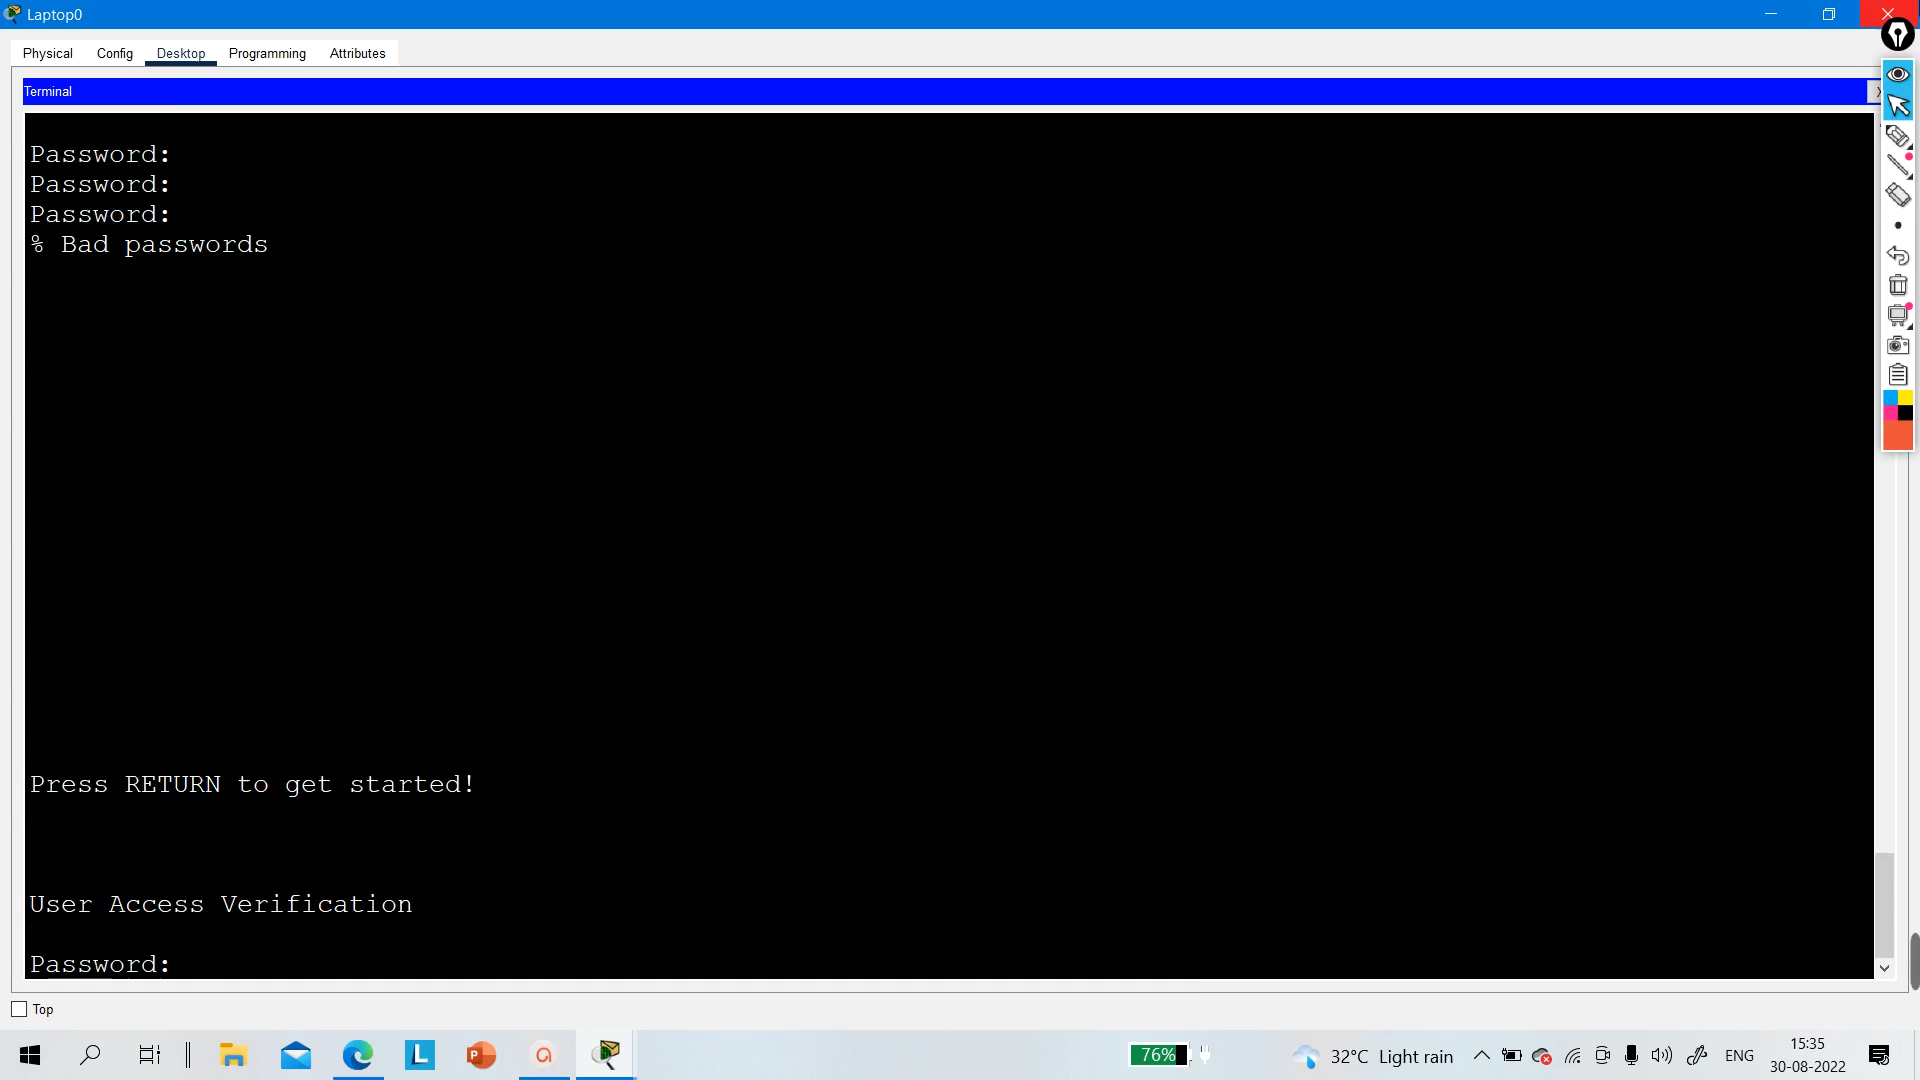 Laptop0
Physical Config Desktop Programming Attributes
Terminal
Password:
Password:
Password:
% Bad passwords
Press RETURN to get started!
User Access Verification
Password:
Top
76% 32°C Light rain ENG 15:35
30-08-2022